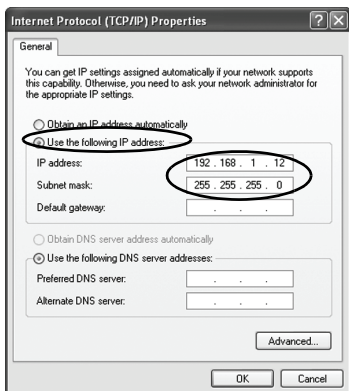 Internet Protocol (TCP/IP) Properties
General
You can get IP settings assigned automatically if your network supports
this capability. Otherwise, you need to ask your network administrator for
the appropriate IP settings.
Obtain an IP address automatically
Use the following IP address:
IP address: 192 . 168 . 1 . 12
Subnet mask: 255 . 255 . 255 . 0
Default gateway: . . .
Obtain DNS server address automatically
Use the following DNS server addresses:
Preferred DNS server: . . .
Alternate DNS server: . . .
Advanced...
OK Cancel